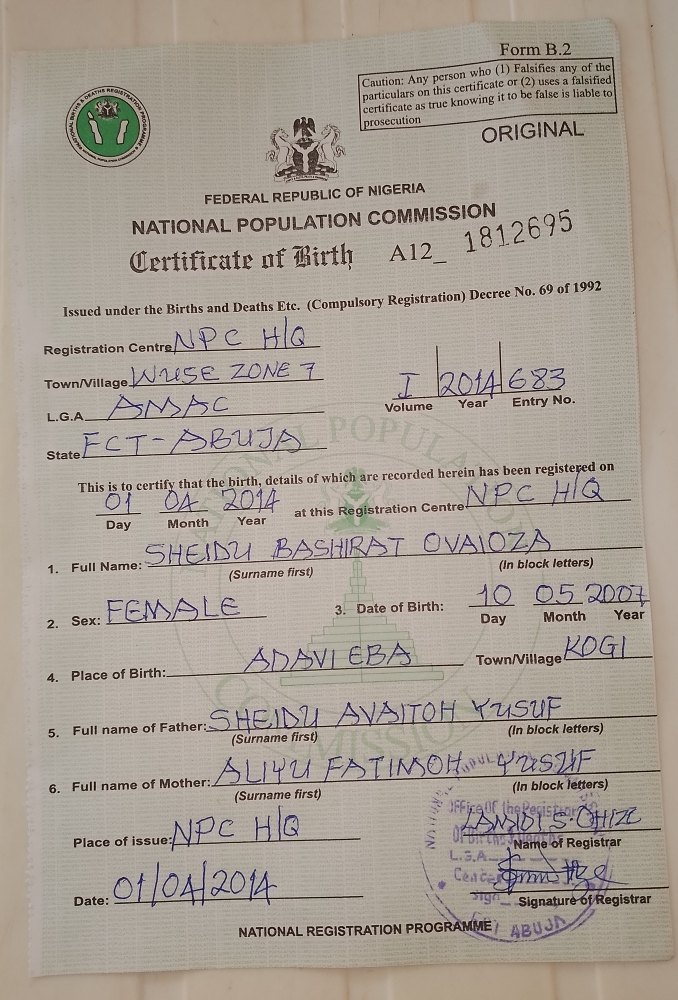 Form B.2
Caution: Any person who (1) Falsifies any of the
particulars on this certificate or (2) uses a falsified
certificate as true knowing it to be false is liable to
prosecution
ORIGINAL
FEDERAL REPUBLIC OF NIGERIA
NATIONAL POPULATION COMMISSION
Certificate of Birth A12_ 1812695
Issued under the Births and Deaths Etc. (Compulsory Registration) Decree No. 69 of 1992
Registration Centre NPC H/Q
Town/Village WUSE ZONE 7
I 2014 683
Volume Year Entry No.
L.G.A. AMAC
State FCT-ABUJA
This is to certify that the birth, details of which are recorded herein has been registered on
01 04 2014 at this Registration Centre NPC H/Q
Day Month Year
1. Full Name: SHEIDU BASHIRAT OVAIOZA
(Surname first) (In block letters)
2. Sex: FEMALE 3. Date of Birth: 10 05 2007
Day Month Year
4. Place of Birth: ADAVI EBA Town/Village KOGI
5. Full name of Father: SHEIDU AVAITOH YUSUF
(Surname first) (In block letters)
6. Full name of Mother: ALIYU FATIMOH YUSUF
(Surname first) (In block letters)
Place of issue: NPC H/Q
Name of Registrar
Date: 01/04/2014
Signature of Registrar
NATIONAL REGISTRATION PROGRAMME
Office of the Registrar
L.G.A.
Sign
ABUJA
NATIONAL POPULATION
COMMISSION